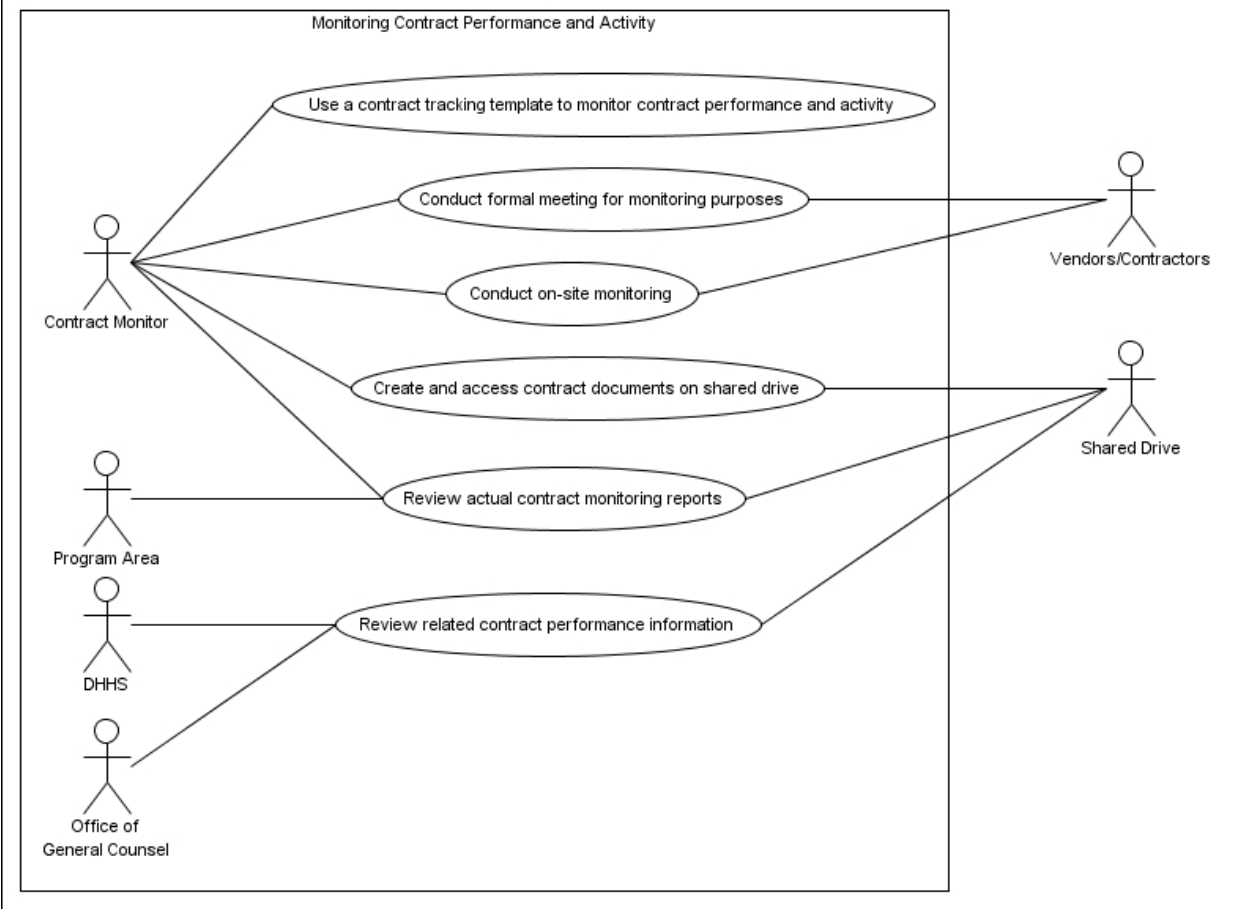 Monitoring Contract Performance and Activity
Use a contract tracking template to monitor contract performance and activity
Conduct formal meeting for monitoring purposes
Vendors/Contractors
Conduct on-site monitoring
Contract Monitor
Create and access contract documents on shared drive
Shared Drive
Review actual contract monitoring reports
Program Area
Review related contract performance information
DHHS
Office of
General Counsel